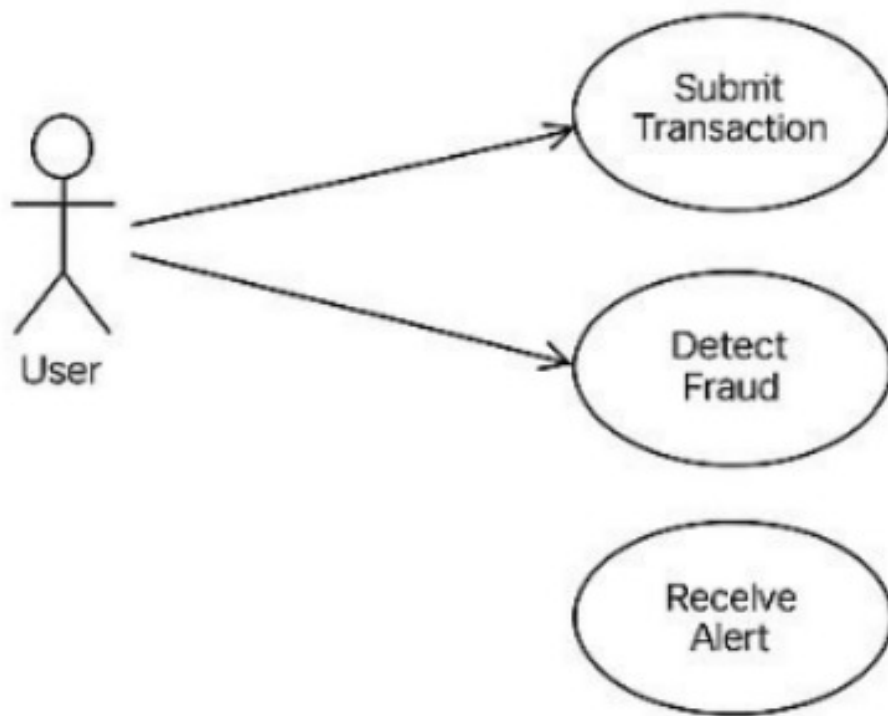 Submit
Transaction
User
Detect
Fraud
Receive
Alert